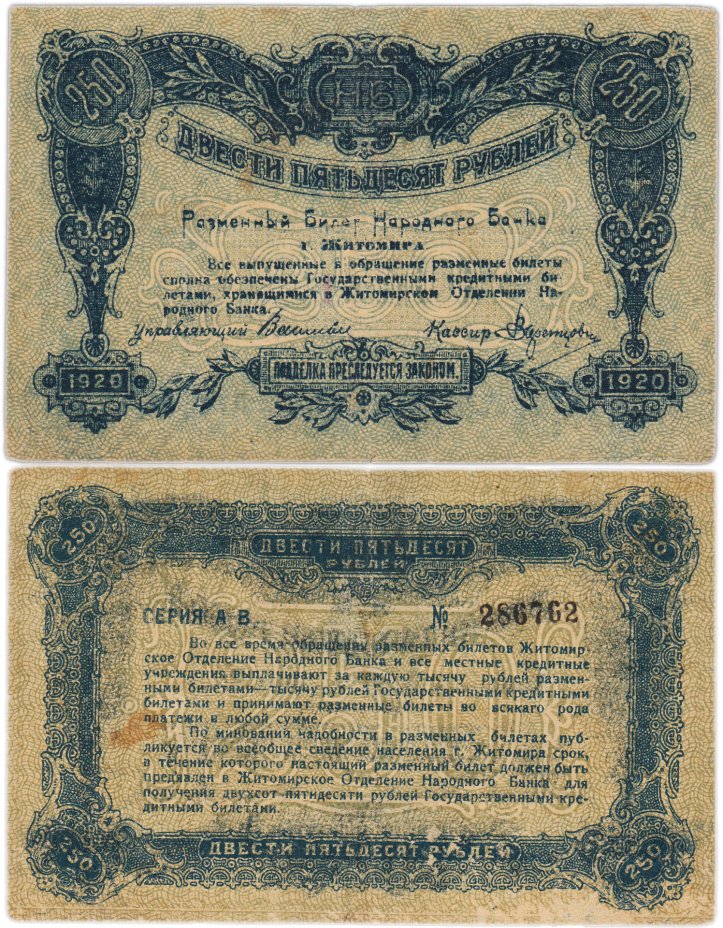 250
НБ
250
ДВЕСТИ ПЯТЬДЕСЯТ РУБЛЕЙ
Разменный Билет Народного Банка
г. ЖИТОМИРА
Все выпущенные в обращение разменные билеты
сполна обезпечены Государственными кредитными би-
летами, хранящимися в Житомирском Отделении На-
родного Банка.
Управляющий
Кассир
1920
ПОДДЕЛКА ПРЕСЛЕДУЕТСЯ ЗАКОНОМ.
1920
250
ДВЕСТИ ПЯТЬДЕСЯТ
РУБЛЕЙ
250
СЕРИЯ А В
№ 286762
Во все время обращения разменных билетов Житомир-
ское Отделение Народного Банка и все местные кредитные
учреждения выплачивают за каждую тысячу рублей размен-
ными билетами—тысячу рублей Государственными кредитными
билетами и принимают разменные билеты во всякаго рода
платежи в любой сумме.
По миновании надобности в разменных билетах пуб-
ликуется во всеобщее сведение населения г. Житомира срок,
в течение которого настоящий разменный билет должен быть
предявлен в Житомирское Отделение Народного Банка для
получения двухсот пятидесяти рублей Государственными кре-
дитными билетами.
250
ДВЕСТИ ПЯТЬДЕСЯТ РУБЛЕЙ
250